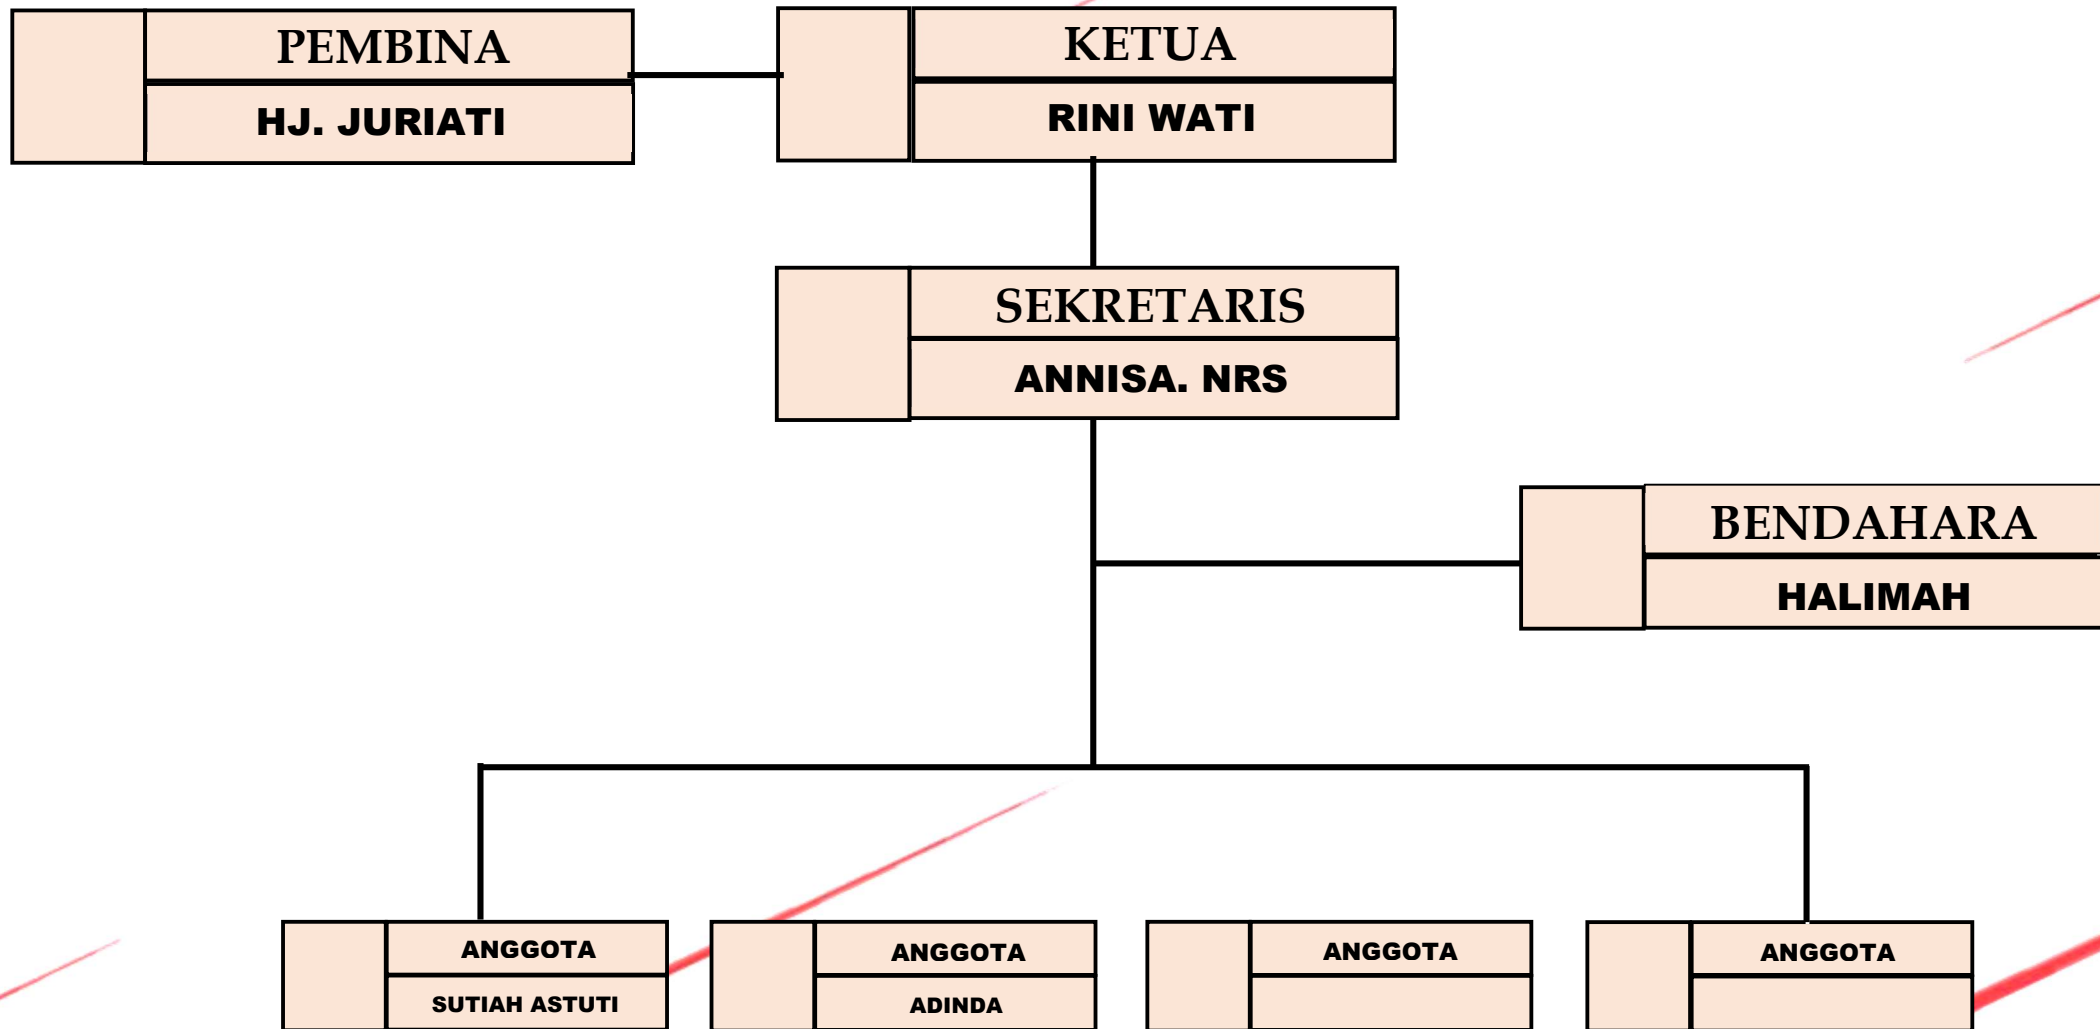 PEMBINA
HJ. JURIATI
KETUA
RINI WATI
SEKRETARIS
ANNISA. NRS
BENDAHARA
HALIMAH
ANGGOTA
SUTIAH ASTUTI
ANGGOTA
ADINDA
ANGGOTA
ANGGOTA